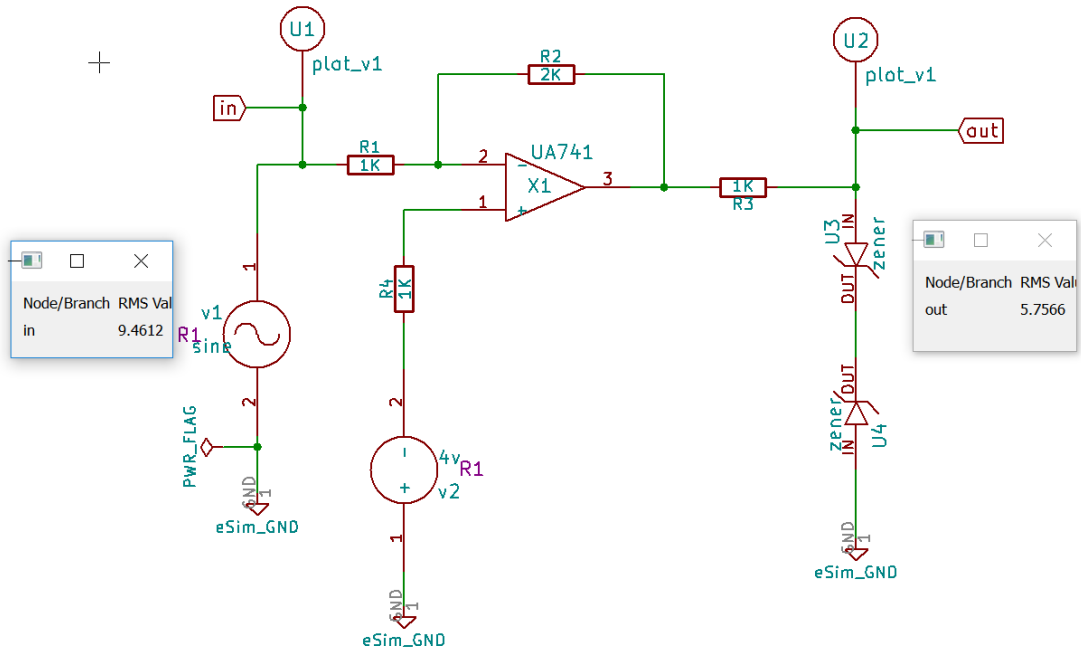 U1
plot_v1
in
R1
1K
R2
2K
UA741
X1
2
-
1
+
3
1K
R3
U2
plot_v1
out
U3
IN
zener
OUT
OUT
zener
U4
IN
GND
1
eSim_GND
R4
1K
1
v1
sine
R1
2
PWR_FLAG
GND
1
eSim_GND
2
-
+
4v
R1
v2
1
GND
1
eSim_GND
Node/Branch RMS Val
in 9.4612
Node/Branch RMS Valu
out 5.7566